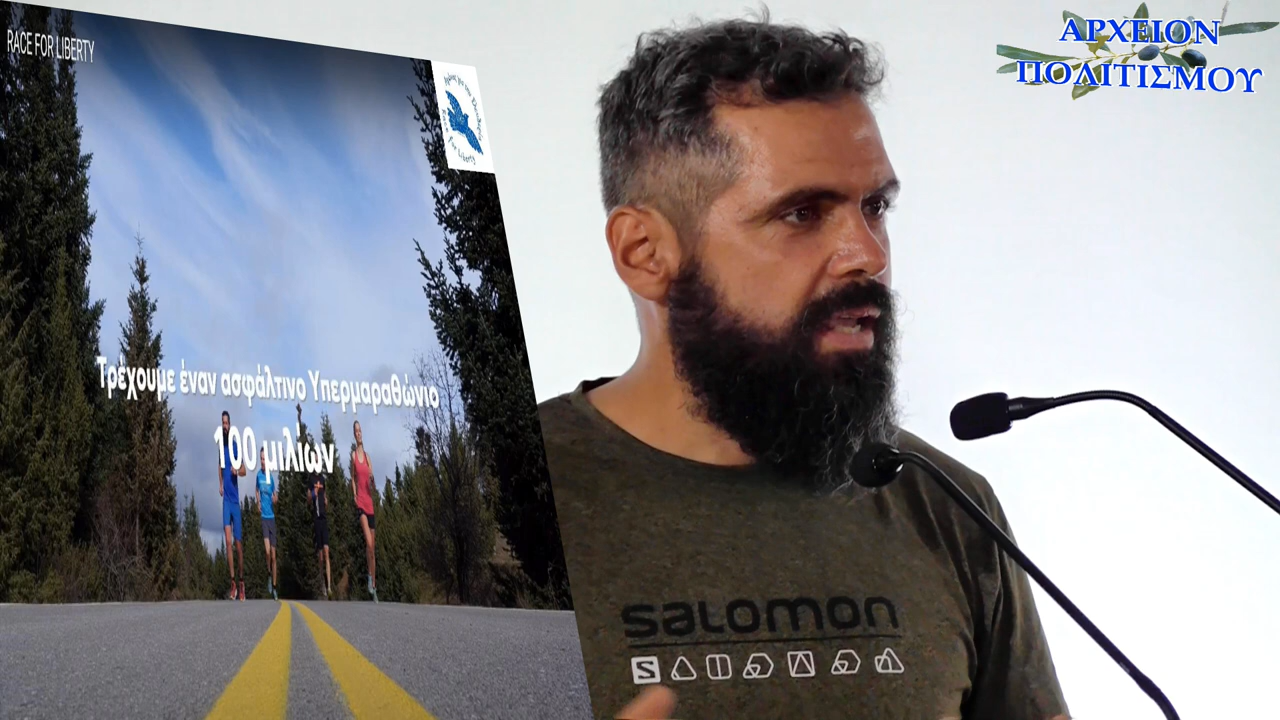 RACE FOR LIBERTY
Τρέχουμε έναν ασφάλτινο Υπερμαραθώνιο
100 μιλίων
ΑΡΧΕΙΟΝ
ΠΟΛΙΤΙΣΜΟΥ
salomon